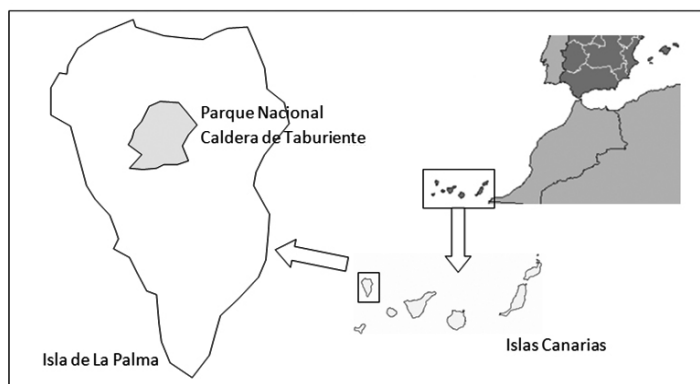 Parque Nacional
Caldera de Taburiente
Isla de La Palma
Islas Canarias